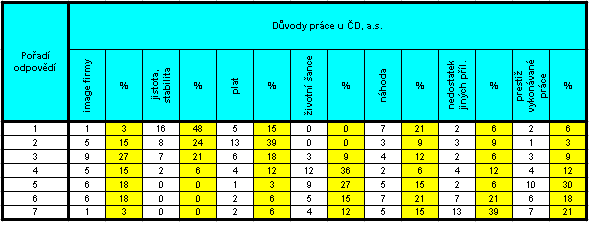 Důvody práce u ČD, a.s.
Pořadí odpovědí image firmy % jistota, stabilita % plat % životní šance % náhoda % nedostatek jiných příl. % prestiž vykonávané práce %
1 1 3 16 48 5 15 0 0 7 21 2 6 2 6
2 5 15 8 24 13 39 0 0 3 9 3 9 1 3
3 9 27 7 21 6 18 3 9 4 12 2 6 3 9
4 5 15 2 6 4 12 12 36 2 6 4 12 4 12
5 6 18 0 0 1 3 9 27 5 15 2 6 10 30
6 6 18 0 0 2 6 5 15 7 21 7 21 6 18
7 1 3 0 0 2 6 4 12 5 15 13 39 7 21